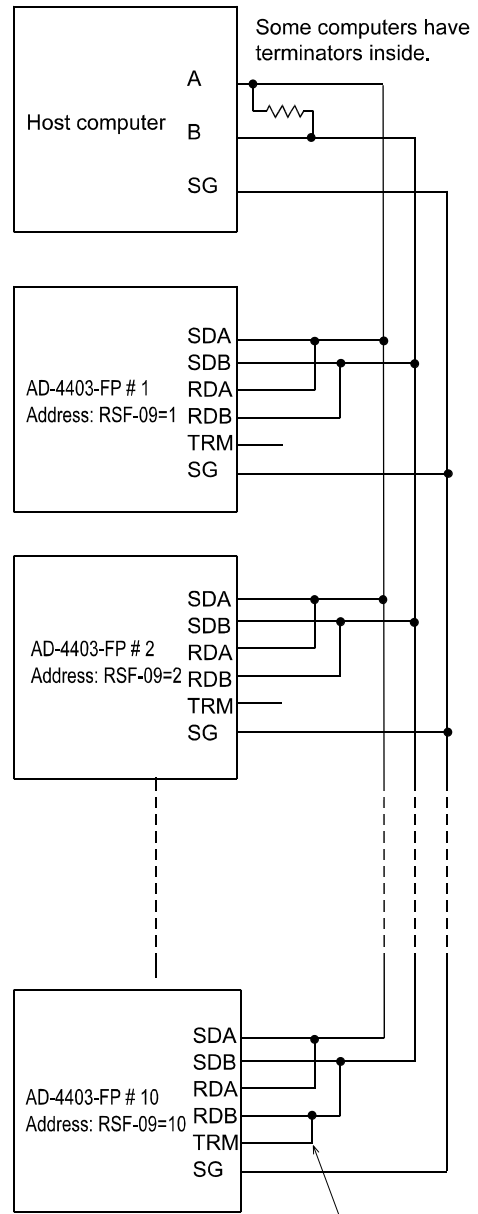 Some computers have
terminators inside.
A
Host computer
B
SG
SDA
SDB
AD-4403-FP # 1
RDA
Address: RSF-09=1
RDB
TRM
SG
SDA
SDB
AD-4403-FP # 2
RDA
Address: RSF-09=2
RDB
TRM
SG
SDA
SDB
RDA
AD-4403-FP # 10
RDB
Address: RSF-09=10
TRM
SG